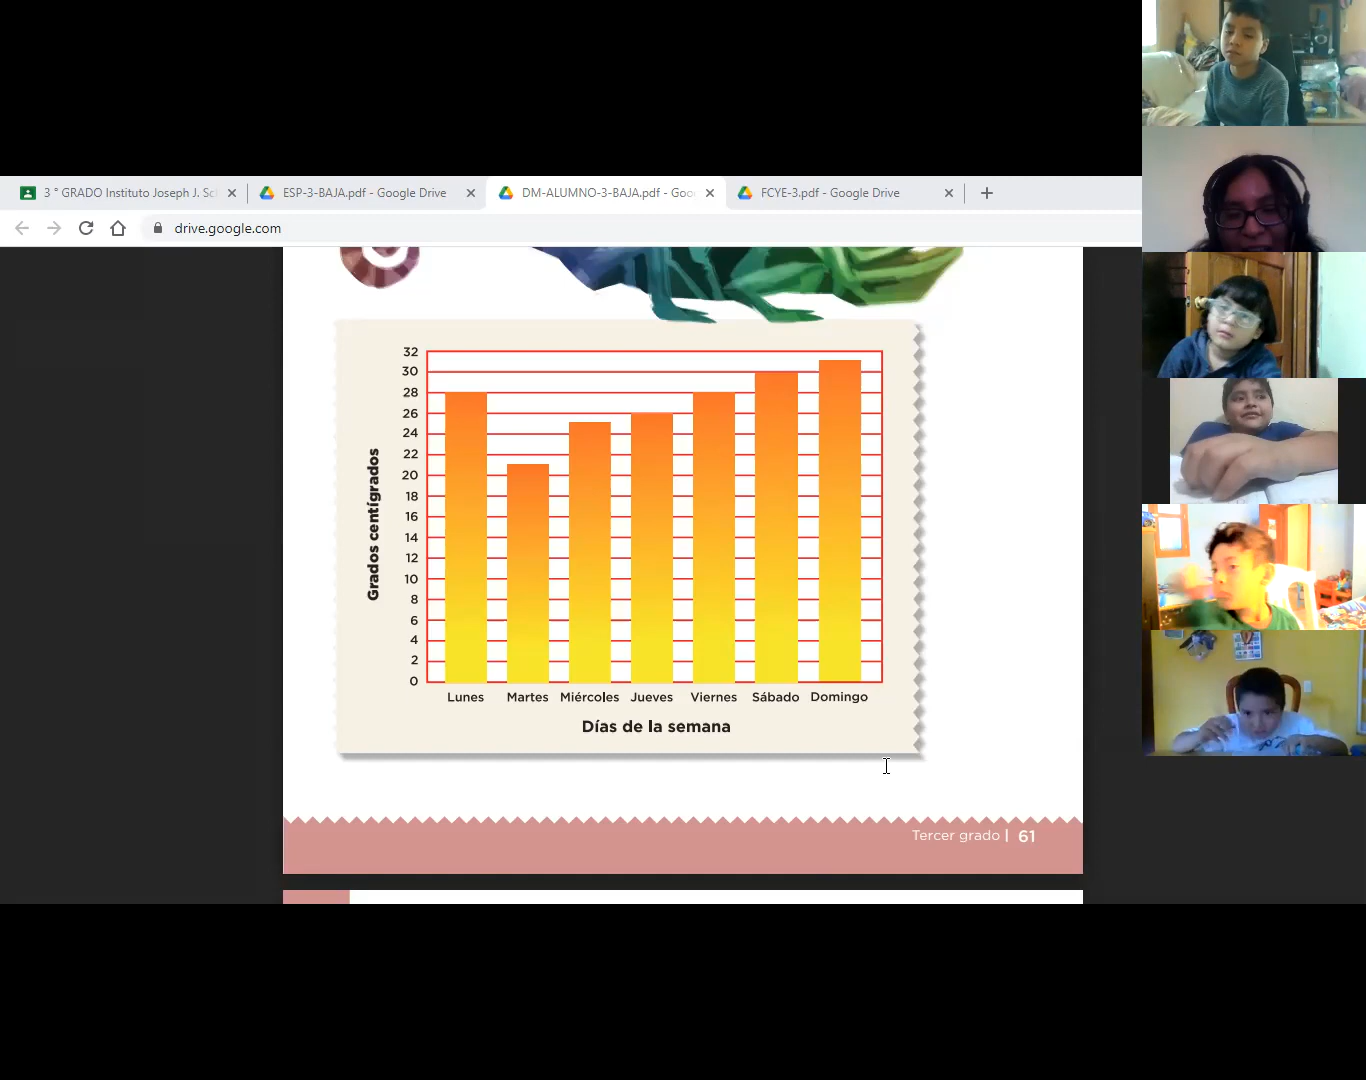 3 ° GRADO Instituto Joseph J. Sc
ESP-3-BAJA.pdf - Google Drive
DM-ALUMNO-3-BAJA.pdf - Goo
FCYE-3.pdf - Google Drive
drive.google.com
32
30
28
26
24
22
20
18
16
14
12
10
8
6
4
2
0
Grados centígrados
Lunes Martes Miércoles Jueves Viernes Sábado Domingo
Días de la semana
Tercer grado | 61